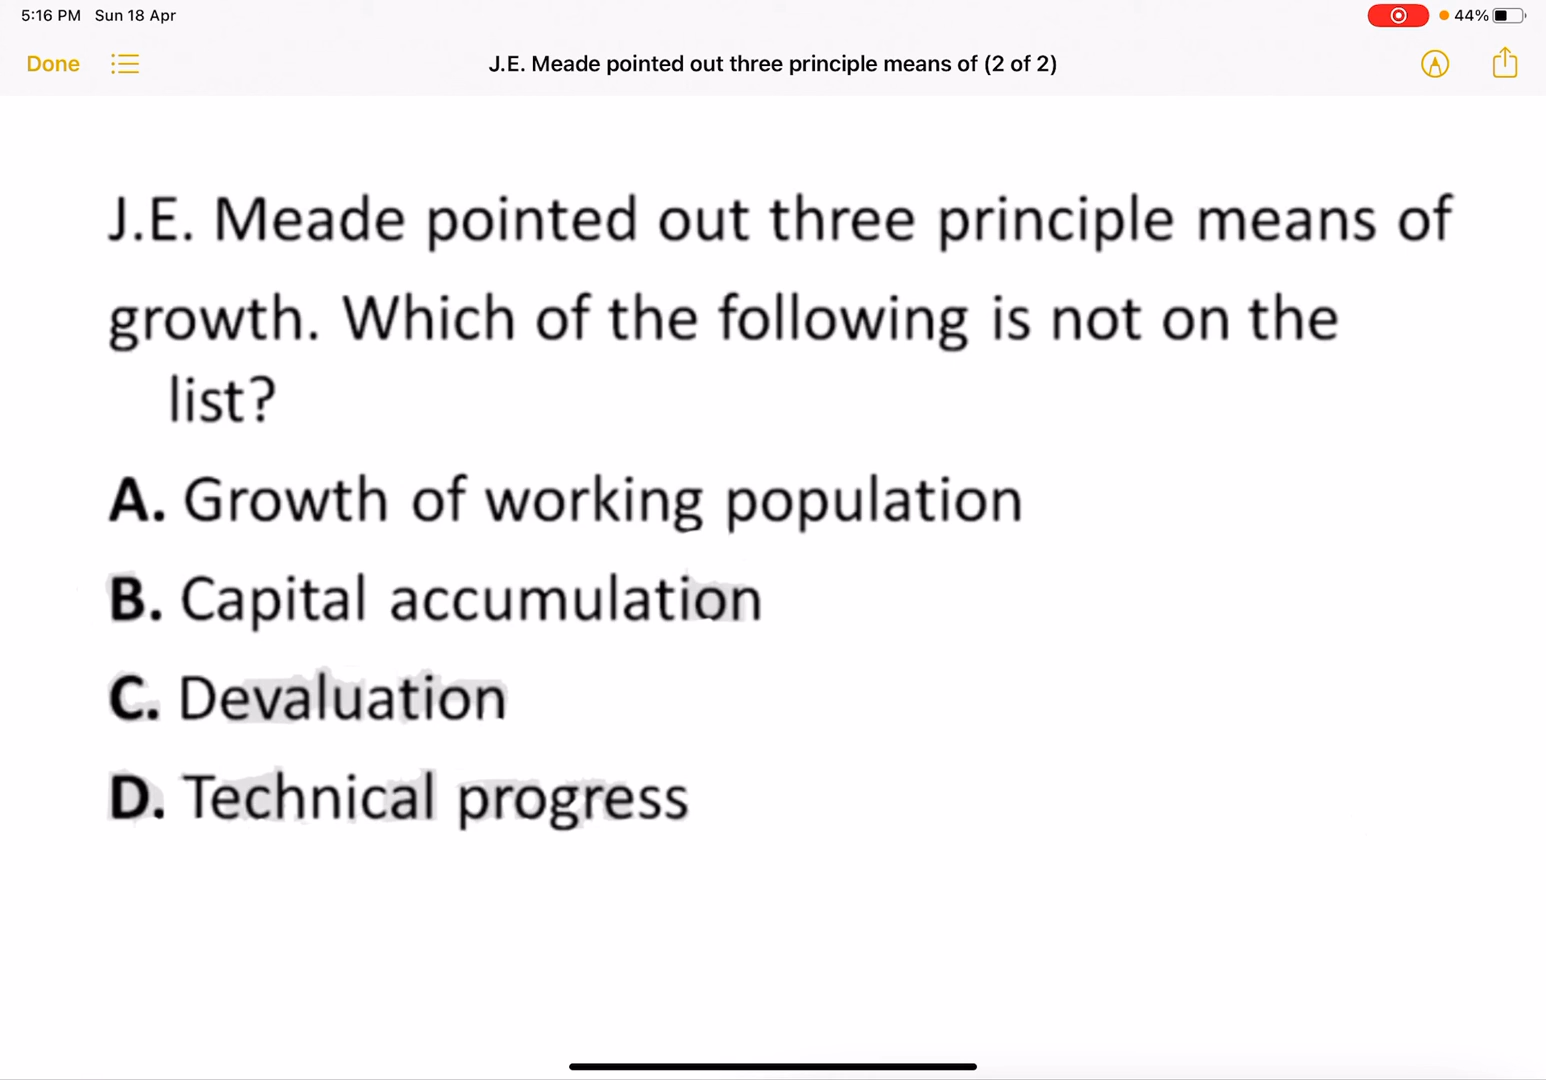 5:16 PM Sun 18 Apr
44%
Done
J.E. Meade pointed out three principle means of (2 of 2)
J.E. Meade pointed out three principle means of
growth. Which of the following is not on the
list?
A. Growth of working population
B. Capital accumulation
C. Devaluation
D. Technical progress